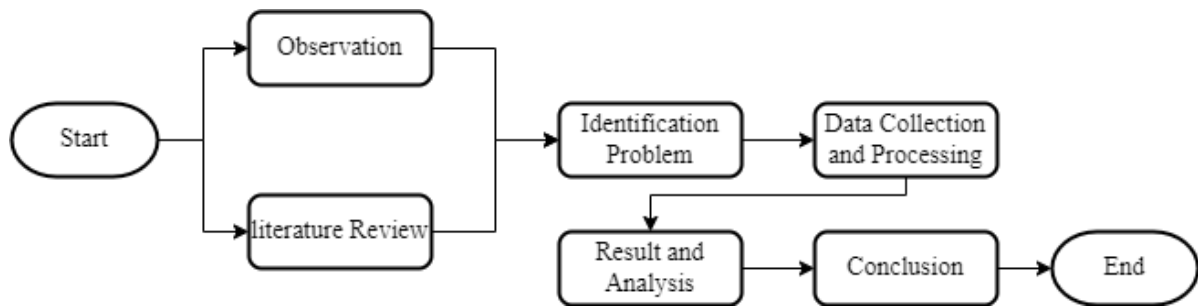 Start
Observation
literature Review
Identification
Problem
Data Collection
and Processing
Result and
Analysis
Conclusion
End